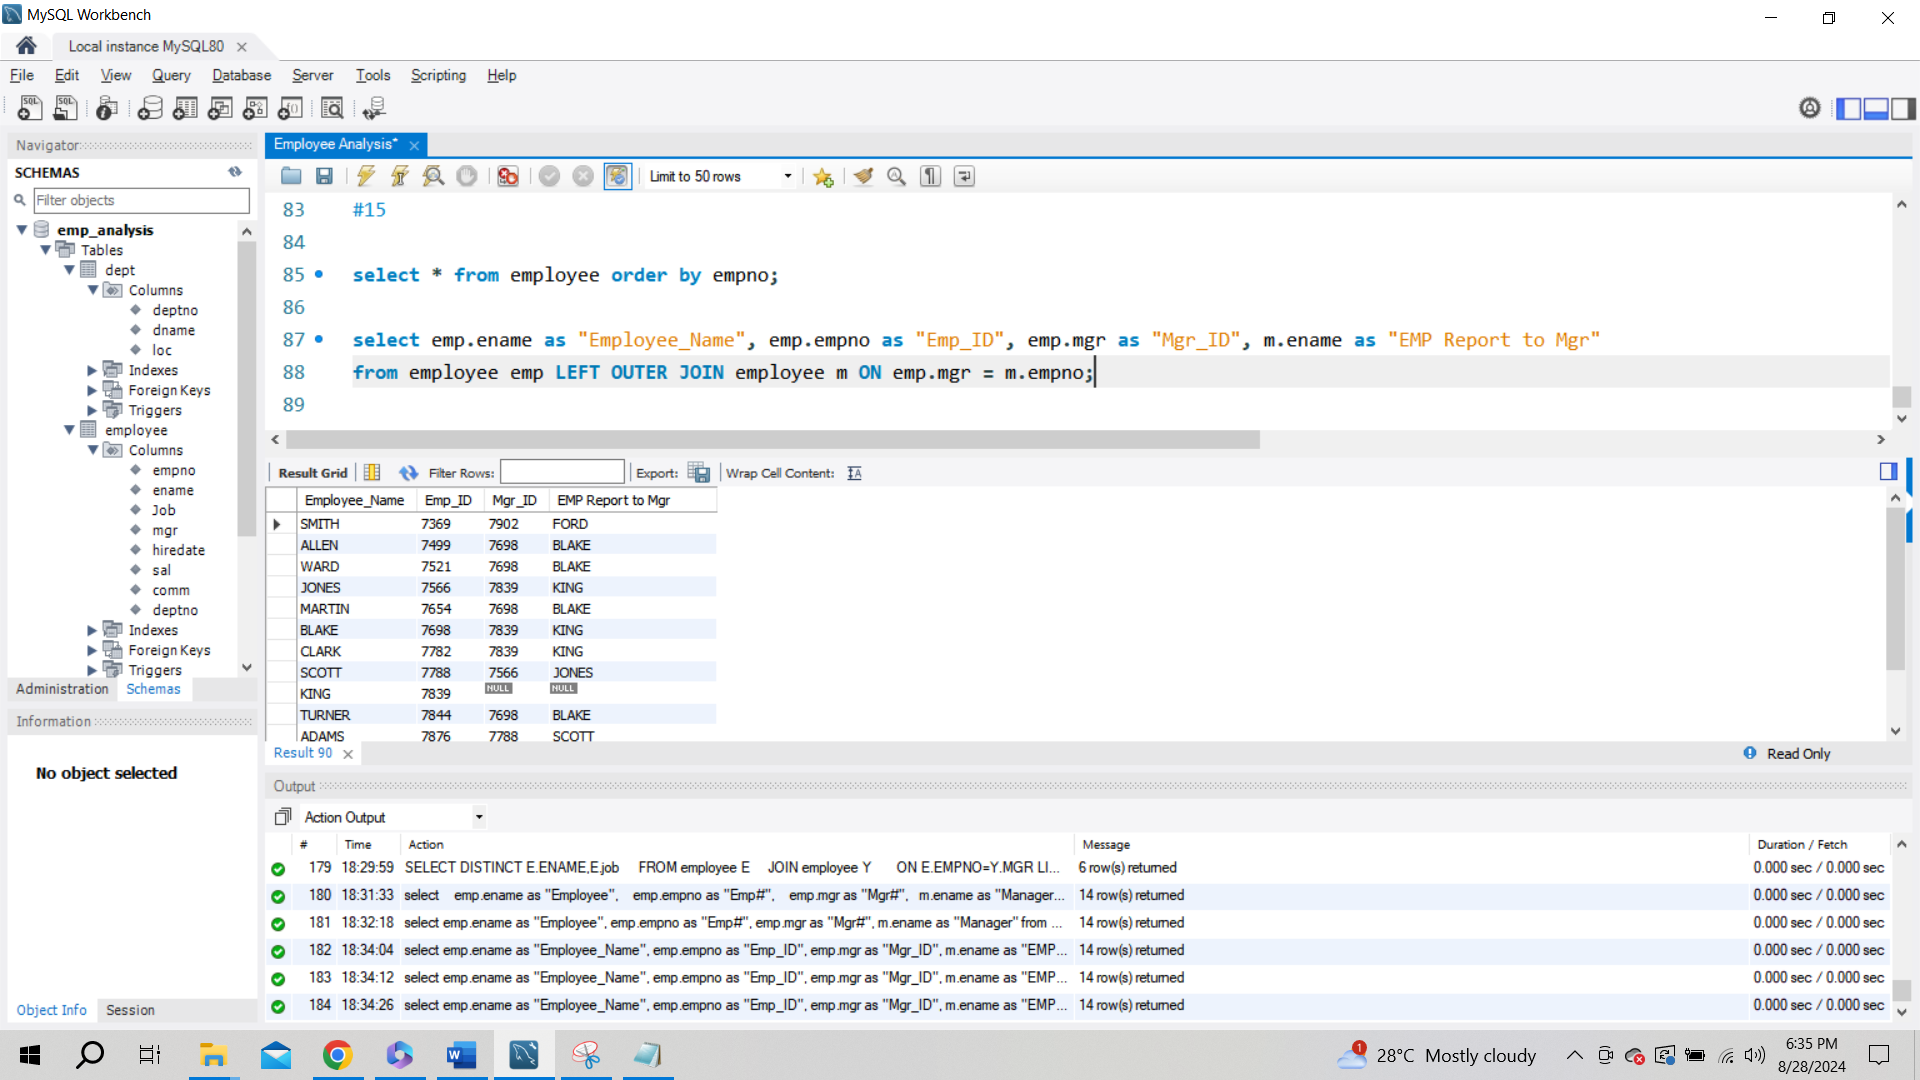 MySQL Workbench
Local instance MySQL80
File Edit View Query Database Server Tools Scripting Help
Navigator
SCHEMAS
Filter objects
emp_analysis
Tables
dept
Columns
deptno
dname
loc
Indexes
Foreign Keys
Triggers
employee
Columns
empno
ename
Job
mgr
hiredate
sal
comm
deptno
Indexes
Foreign Keys
Triggers
Administration Schemas
Information
No object selected
Object Info Session
Employee Analysis*
Limit to 50 rows
83 #15
84
85 select * from employee order by empno;
86
87 select emp.ename as "Employee_Name", emp.empno as "Emp_ID", emp.mgr as "Mgr_ID", m.ename as "EMP Report to Mgr"
88 from employee emp LEFT OUTER JOIN employee m ON emp.mgr = m.empno;
89
Result Grid Filter Rows: Export: Wrap Cell Content:
Employee_Name Emp_ID Mgr_ID EMP Report to Mgr
SMITH 7369 7902 FORD
ALLEN 7499 7698 BLAKE
WARD 7521 7698 BLAKE
JONES 7566 7839 KING
MARTIN 7654 7698 BLAKE
BLAKE 7698 7839 KING
CLARK 7782 7839 KING
SCOTT 7788 7566 JONES
KING 7839 NULL NULL
TURNER 7844 7698 BLAKE
ADAMS 7876 7788 SCOTT
Result 90 Read Only
Output
Action Output
# Time Action Message Duration / Fetch
179 18:29:59 SELECT DISTINCT E.ENAME,E.job FROM employee E JOIN employee Y ON E.EMPNO=Y.MGR LI... 6 row(s) returned 0.000 sec / 0.000 sec
180 18:31:33 select emp.ename as "Employee", emp.empno as "Emp#", emp.mgr as "Mgr#", m.ename as "Manager... 14 row(s) returned 0.000 sec / 0.000 sec
181 18:32:18 select emp.ename as "Employee", emp.empno as "Emp#", emp.mgr as "Mgr#", m.ename as "Manager" from ... 14 row(s) returned 0.000 sec / 0.000 sec
182 18:34:04 select emp.ename as "Employee_Name", emp.empno as "Emp_ID", emp.mgr as "Mgr_ID", m.ename as "EMP... 14 row(s) returned 0.000 sec / 0.000 sec
183 18:34:12 select emp.ename as "Employee_Name", emp.empno as "Emp_ID", emp.mgr as "Mgr_ID", m.ename as "EMP... 14 row(s) returned 0.000 sec / 0.000 sec
184 18:34:26 select emp.ename as "Employee_Name", emp.empno as "Emp_ID", emp.mgr as "Mgr_ID", m.ename as "EMP... 14 row(s) returned 0.000 sec / 0.000 sec
1
28°C Mostly cloudy
6:35 PM
8/28/2024